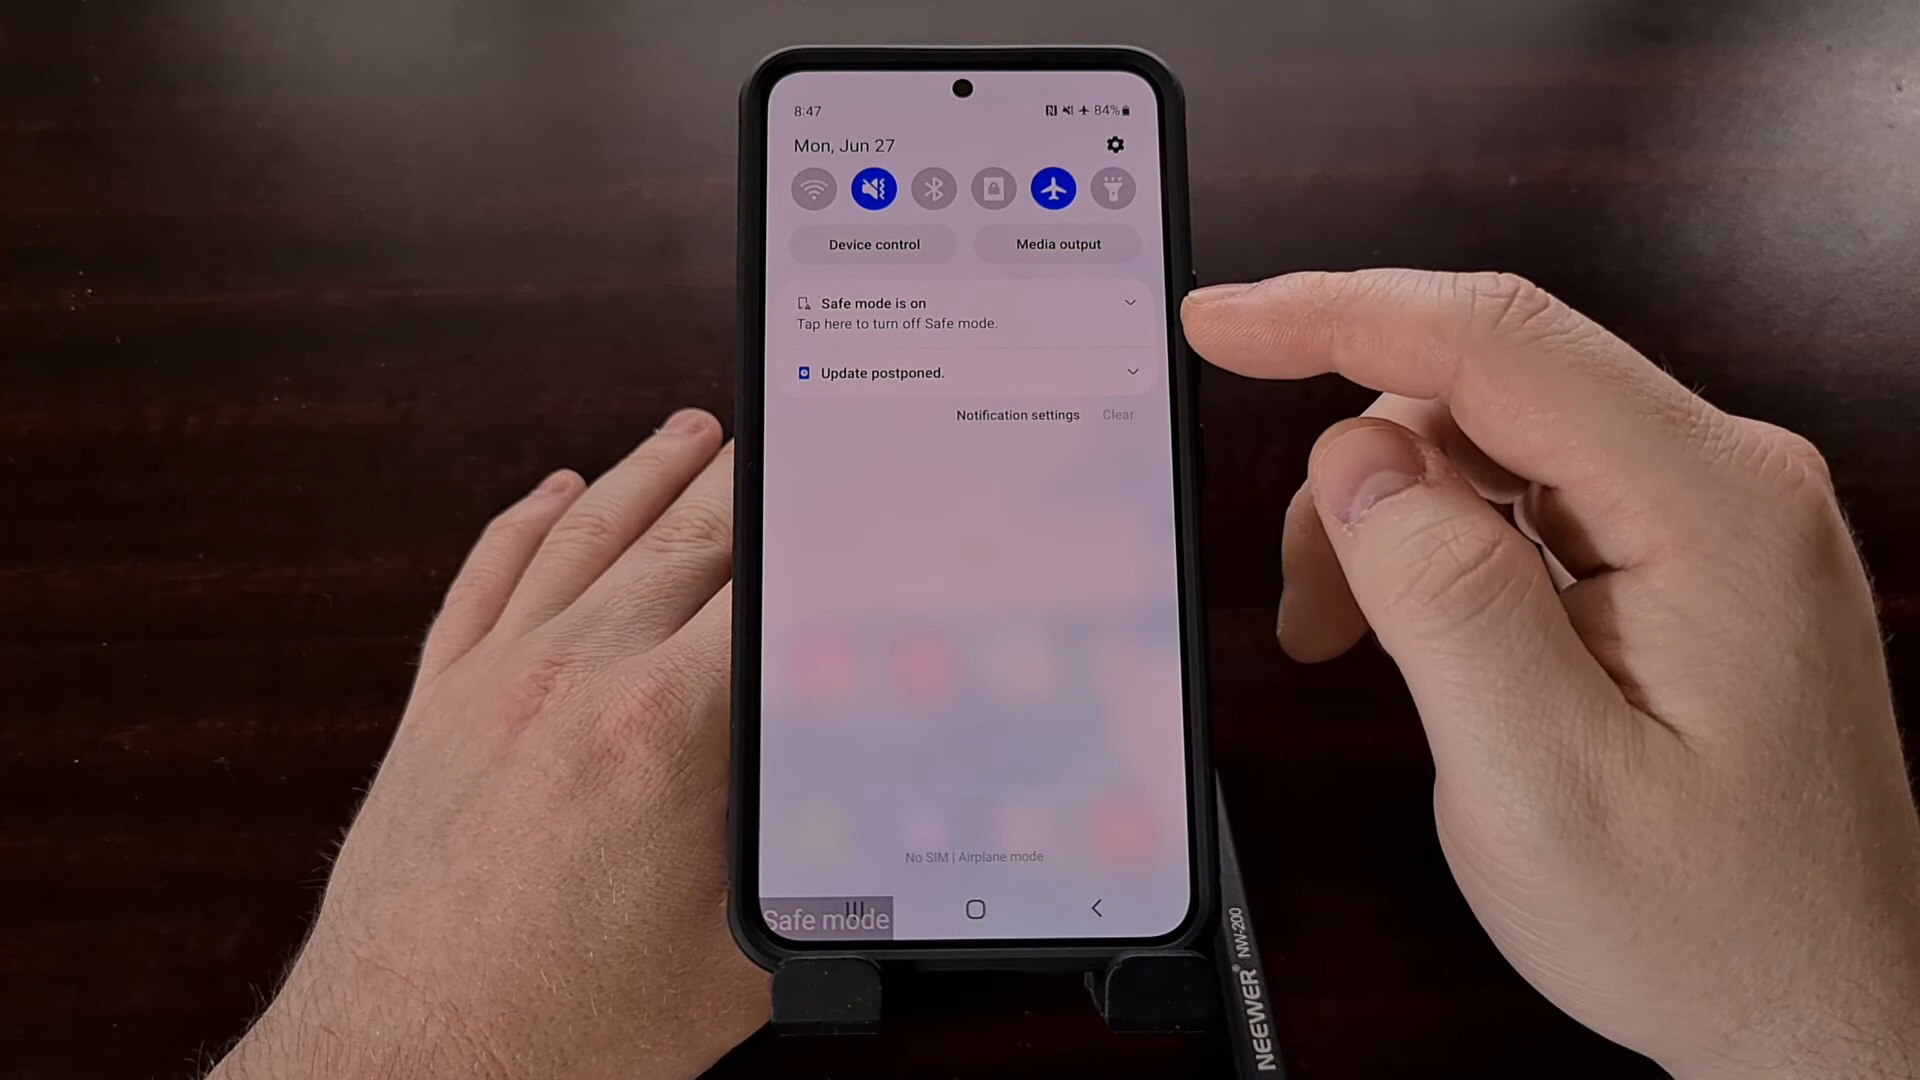 8:47
84%
Mon, Jun 27
Device control
Media output
Safe mode is on
Tap here to turn off Safe mode.
Update postponed.
Notification settings
Clear
No SIM | Airplane mode
Safe mode
NEEWER® NW-200